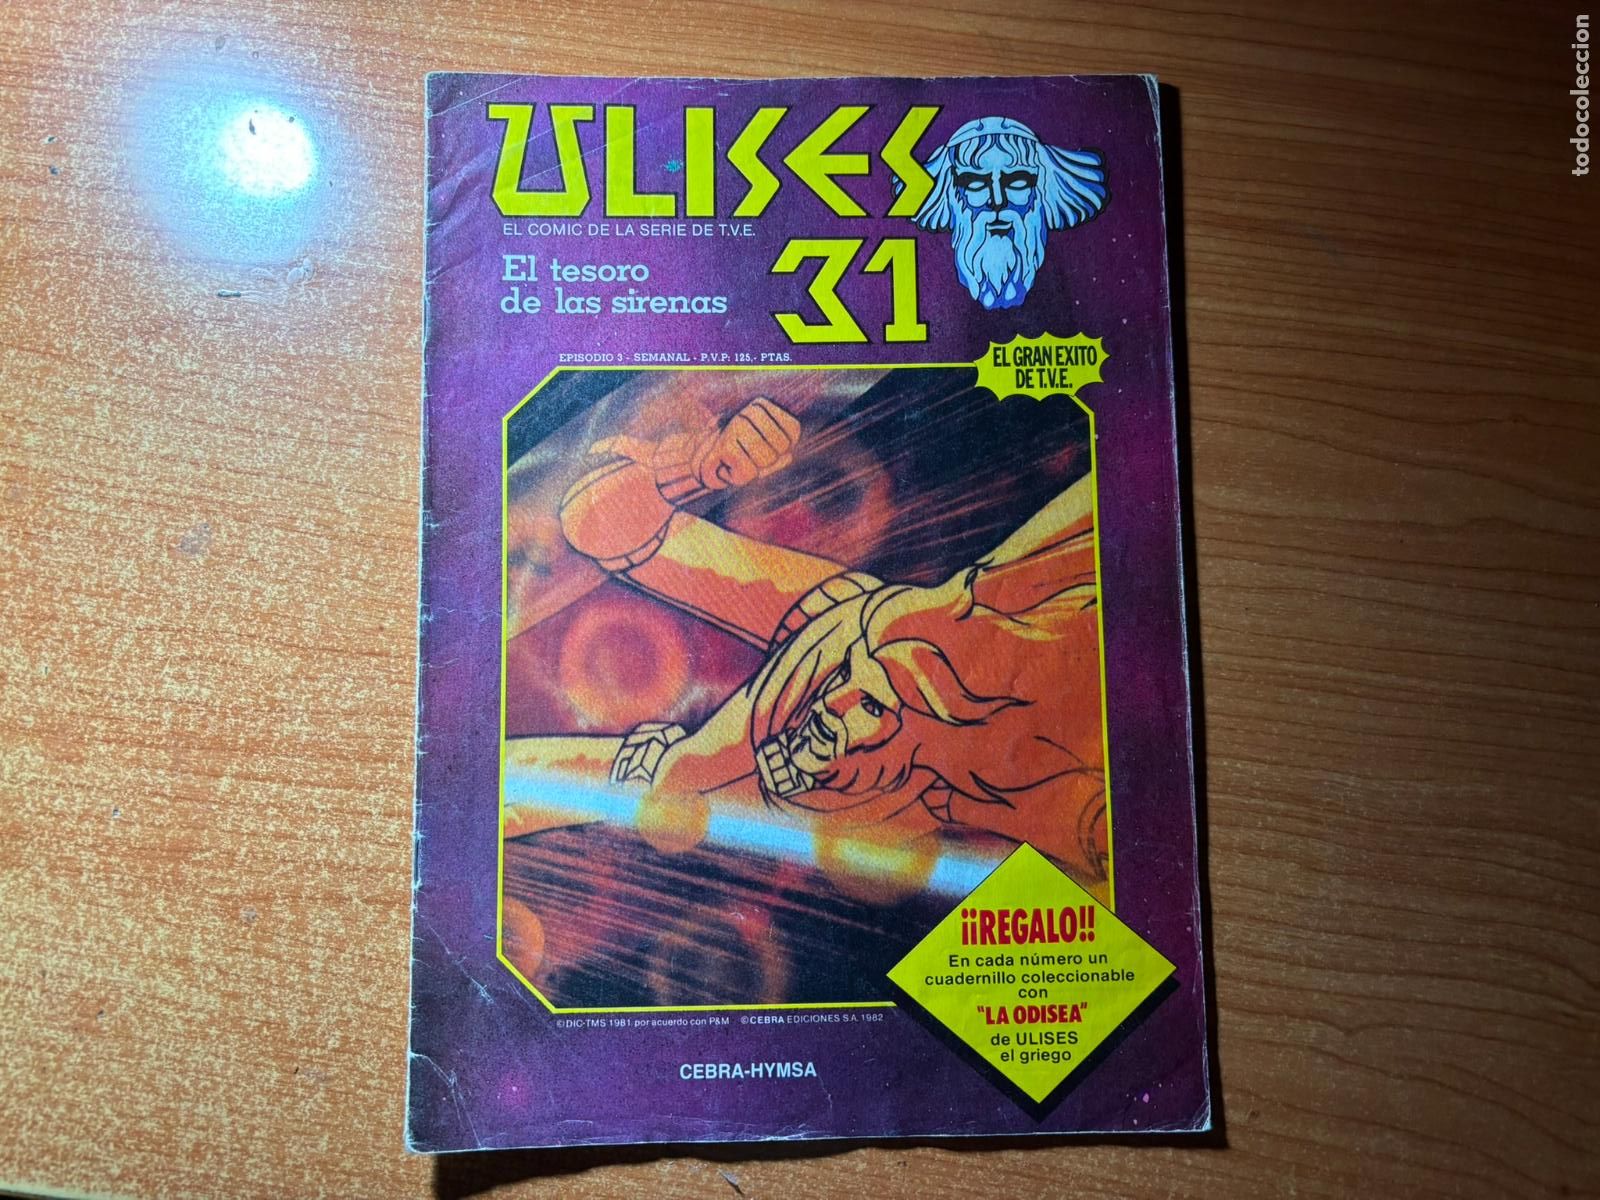 ULISES
31
EL COMIC DE LA SERIE DE T.V.E.
El tesoro
de las sirenas
EPISODIO 3 - SEMANAL - P.V.P: 125,- PTAS.
EL GRAN EXITO
DE T.V.E.
¡¡REGALO!!
En cada número un
cuadernillo coleccionable
con
"LA ODISEA"
de ULISES
el griego
© DIC-TMS 1981 por acuerdo con P&M © CEBRA EDICIONES S.A. 1982
CEBRA-HYMSA
todocoleccion